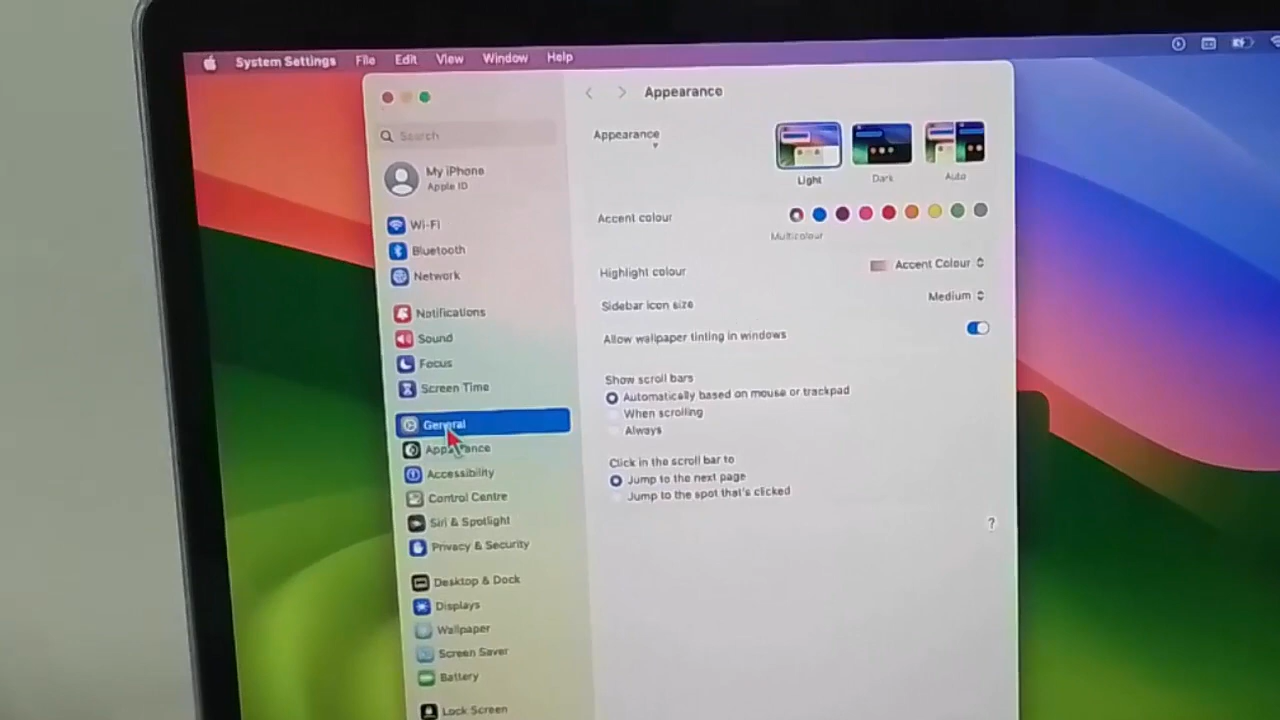 System Settings File Edit View Window Help
Appearance
Search
My iPhone
Apple ID
Wi-Fi
Bluetooth
Network
Notifications
Sound
Focus
Screen Time
General
Appearance
Accessibility
Control Centre
Siri & Spotlight
Privacy & Security
Desktop & Dock
Displays
Wallpaper
Screen Saver
Battery
Lock Screen
Appearance
Light Dark Auto
Accent colour
Multicolour
Highlight colour Accent Colour
Sidebar icon size Medium
Allow wallpaper tinting in windows
Show scroll bars
Automatically based on mouse or trackpad
When scrolling
Always
Click in the scroll bar to
Jump to the next page
Jump to the spot that's clicked
?